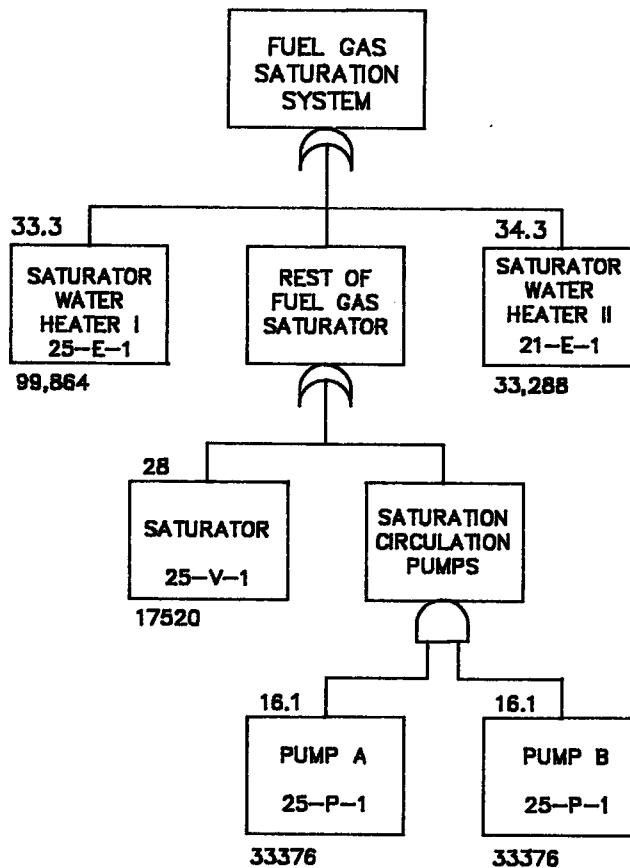 FUEL GAS
SATURATION
SYSTEM
33.3
SATURATOR
WATER
HEATER I
25-E-1
99,864
REST OF
FUEL GAS
SATURATOR
34.3
SATURATOR
WATER
HEATER II
21-E-1
33,288
28
SATURATOR
25-V-1
17520
SATURATION
CIRCULATION
PUMPS
16.1
PUMP A
25-P-1
33376
16.1
PUMP B
25-P-1
33376